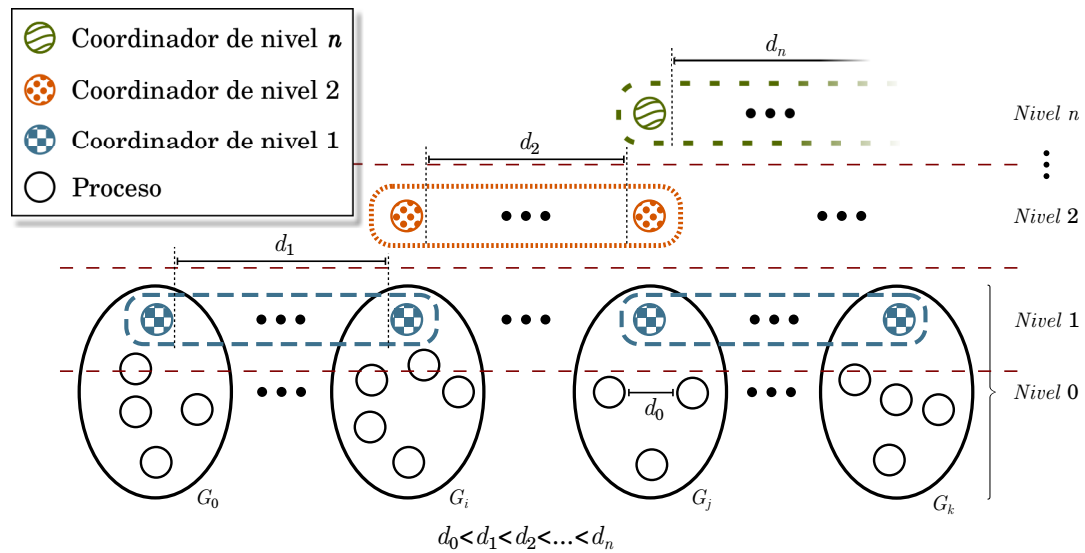 Coordinador de nivel n
Coordinador de nivel 2
Coordinador de nivel 1
Proceso
d_n
Nivel n
d_2
Nivel 2
d_1
Nivel 1
Nivel 0
d_0
G_0
G_i
G_j
G_k
d_0<d_1<d_2<...<d_n